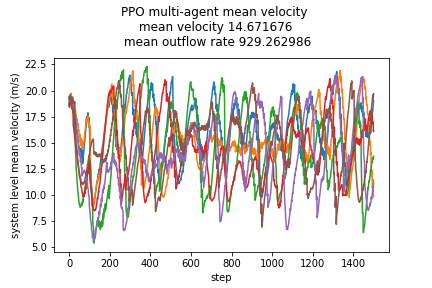 PPO multi-agent mean velocity
mean velocity 14.671676
mean outflow rate 929.262986
system level mean velocity (m/s)
22.5
20.0
17.5
15.0
12.5
10.0
7.5
5.0
0 200 400 600 800 1000 1200 1400
step